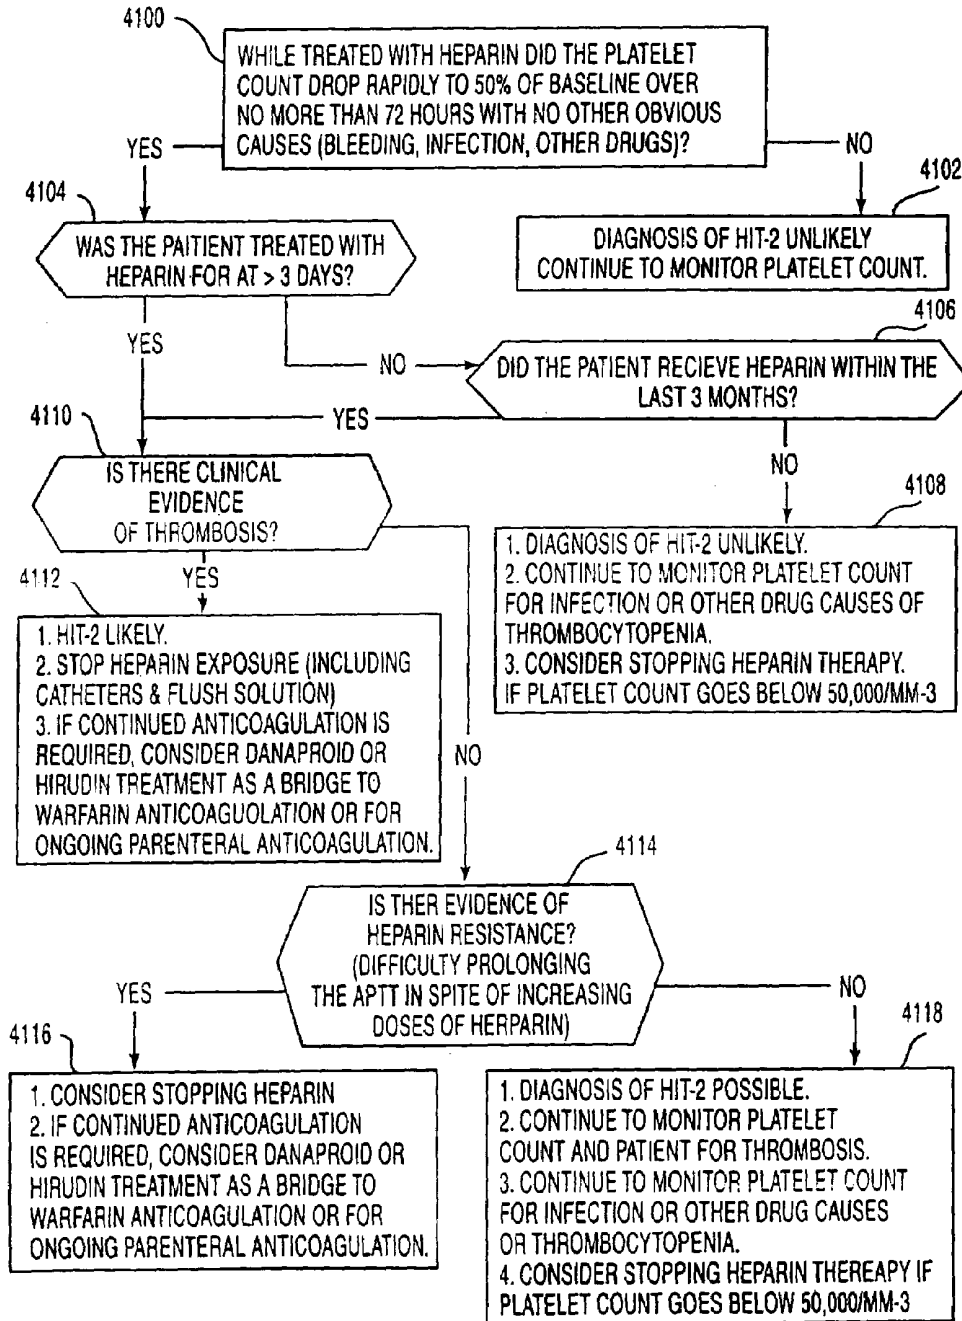 4100
WHILE TREATED WITH HEPARIN DID THE PLATELET
COUNT DROP RAPIDLY TO 50% OF BASELINE OVER
NO MORE THAN 72 HOURS WITH NO OTHER OBVIOUS
CAUSES (BLEEDING, INFECTION, OTHER DRUGS)?
YES
NO
4102
DIAGNOSIS OF HIT-2 UNLIKELY
CONTINUE TO MONITOR PLATELET COUNT.
4104
WAS THE PAITIENT TREATED WITH
HEPARIN FOR AT > 3 DAYS?
YES
NO
4106
DID THE PATIENT RECIEVE HEPARIN WITHIN THE
LAST 3 MONTHS?
YES
NO
4108
1. DIAGNOSIS OF HIT-2 UNLIKELY.
2. CONTINUE TO MONITOR PLATELET COUNT
FOR INFECTION OR OTHER DRUG CAUSES OF
THROMBOCYTOPENIA.
3. CONSIDER STOPPING HEPARIN THERAPY.
IF PLATELET COUNT GOES BELOW 50,000/MM-3
4110
IS THERE CLINICAL
EVIDENCE
OF THROMBOSIS?
YES
NO
4112
1. HIT-2 LIKELY.
2. STOP HEPARIN EXPOSURE (INCLUDING
CATHETERS & FLUSH SOLUTION)
3. IF CONTINUED ANTICOAGULATION IS
REQUIRED, CONSIDER DANAPROID OR
HIRUDIN TREATMENT AS A BRIDGE TO
WARFARIN ANTICOAGUOLATION OR FOR
ONGOING PARENTERAL ANTICOAGULATION.
4114
IS THER EVIDENCE OF
HEPARIN RESISTANCE?
(DIFFICULTY PROLONGING
THE APTT IN SPITE OF INCREASING
DOSES OF HERPARIN)
YES
NO
4116
1. CONSIDER STOPPING HEPARIN
2. IF CONTINUED ANTICOAGULATION
IS REQUIRED, CONSIDER DANAPROID OR
HIRUDIN TREATMENT AS A BRIDGE TO
WARFARIN ANTICOAGULATION OR FOR
ONGOING PARENTERAL ANTICOAGULATION.
4118
1. DIAGNOSIS OF HIT-2 POSSIBLE.
2. CONTINUE TO MONITOR PLATELET
COUNT AND PATIENT FOR THROMBOSIS.
3. CONTINUE TO MONITOR PLATELET COUNT
FOR INFECTION OR OTHER DRUG CAUSES
OR THROMBOCYTOPENIA.
4. CONSIDER STOPPING HEPARIN THEREAPY IF
PLATELET COUNT GOES BELOW 50,000/MM-3